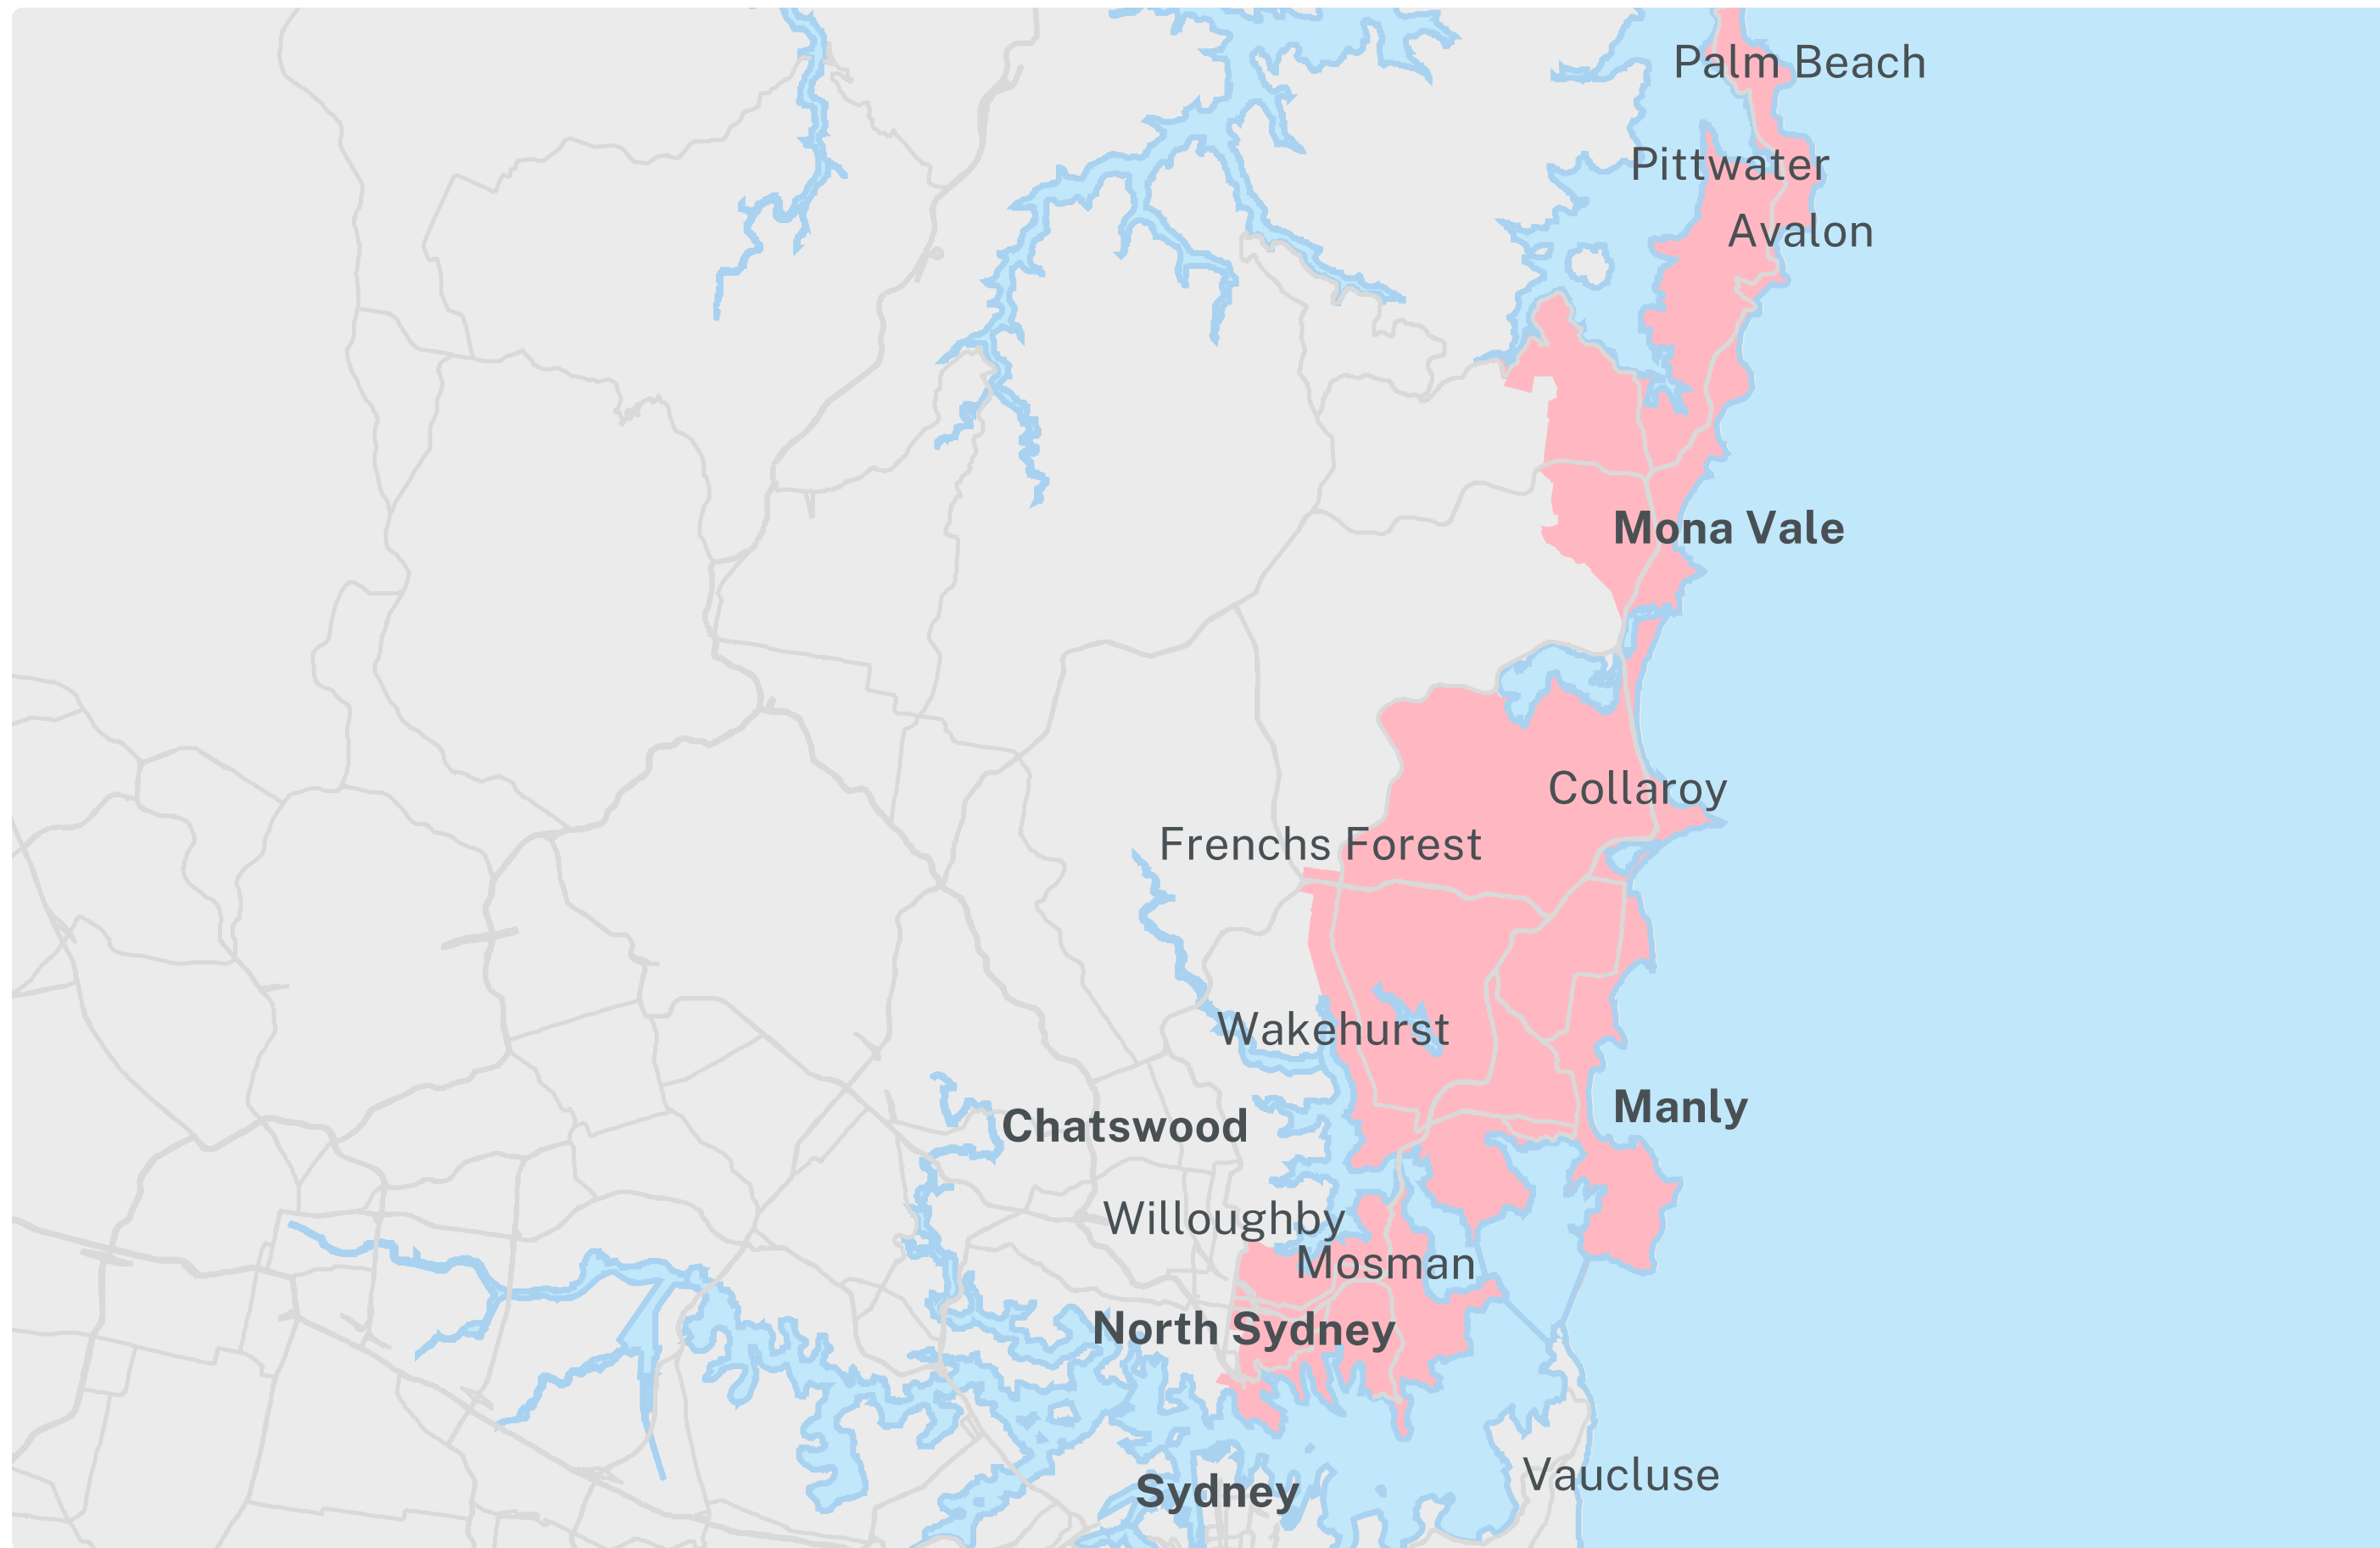 Palm Beach
Pittwater
Avalon
Mona Vale
Collaroy
Frenchs Forest
Wakehurst
Manly
Chatswood
Willoughby
Mosman
North Sydney
Vaucluse
Sydney